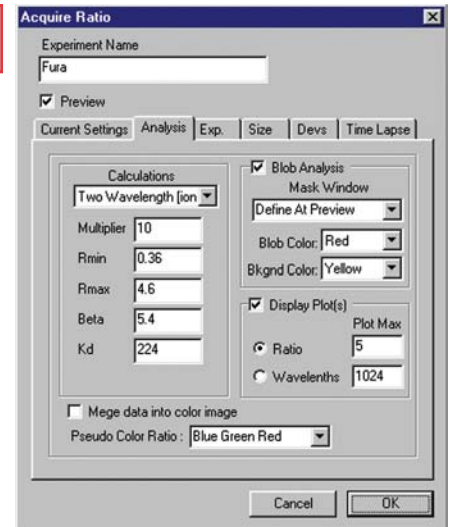 Acquire Ratio
Experiment Name
Fura
Preview
Current Settings Analysis Exp. Size Devs Time Lapse
Calculations
Two Wavelength [ion
Multiplier 10
Rmin 0.36
Rmax 4.6
Beta 5.4
Kd 224
Blob Analysis
Mask Window
Define At Preview
Blob Color: Red
Bkgnd Color: Yellow
Display Plot(s)
Plot Max
Ratio 5
Wavelenths 1024
Mege data into color image
Pseudo Color Ratio : Blue Green Red
Cancel OK